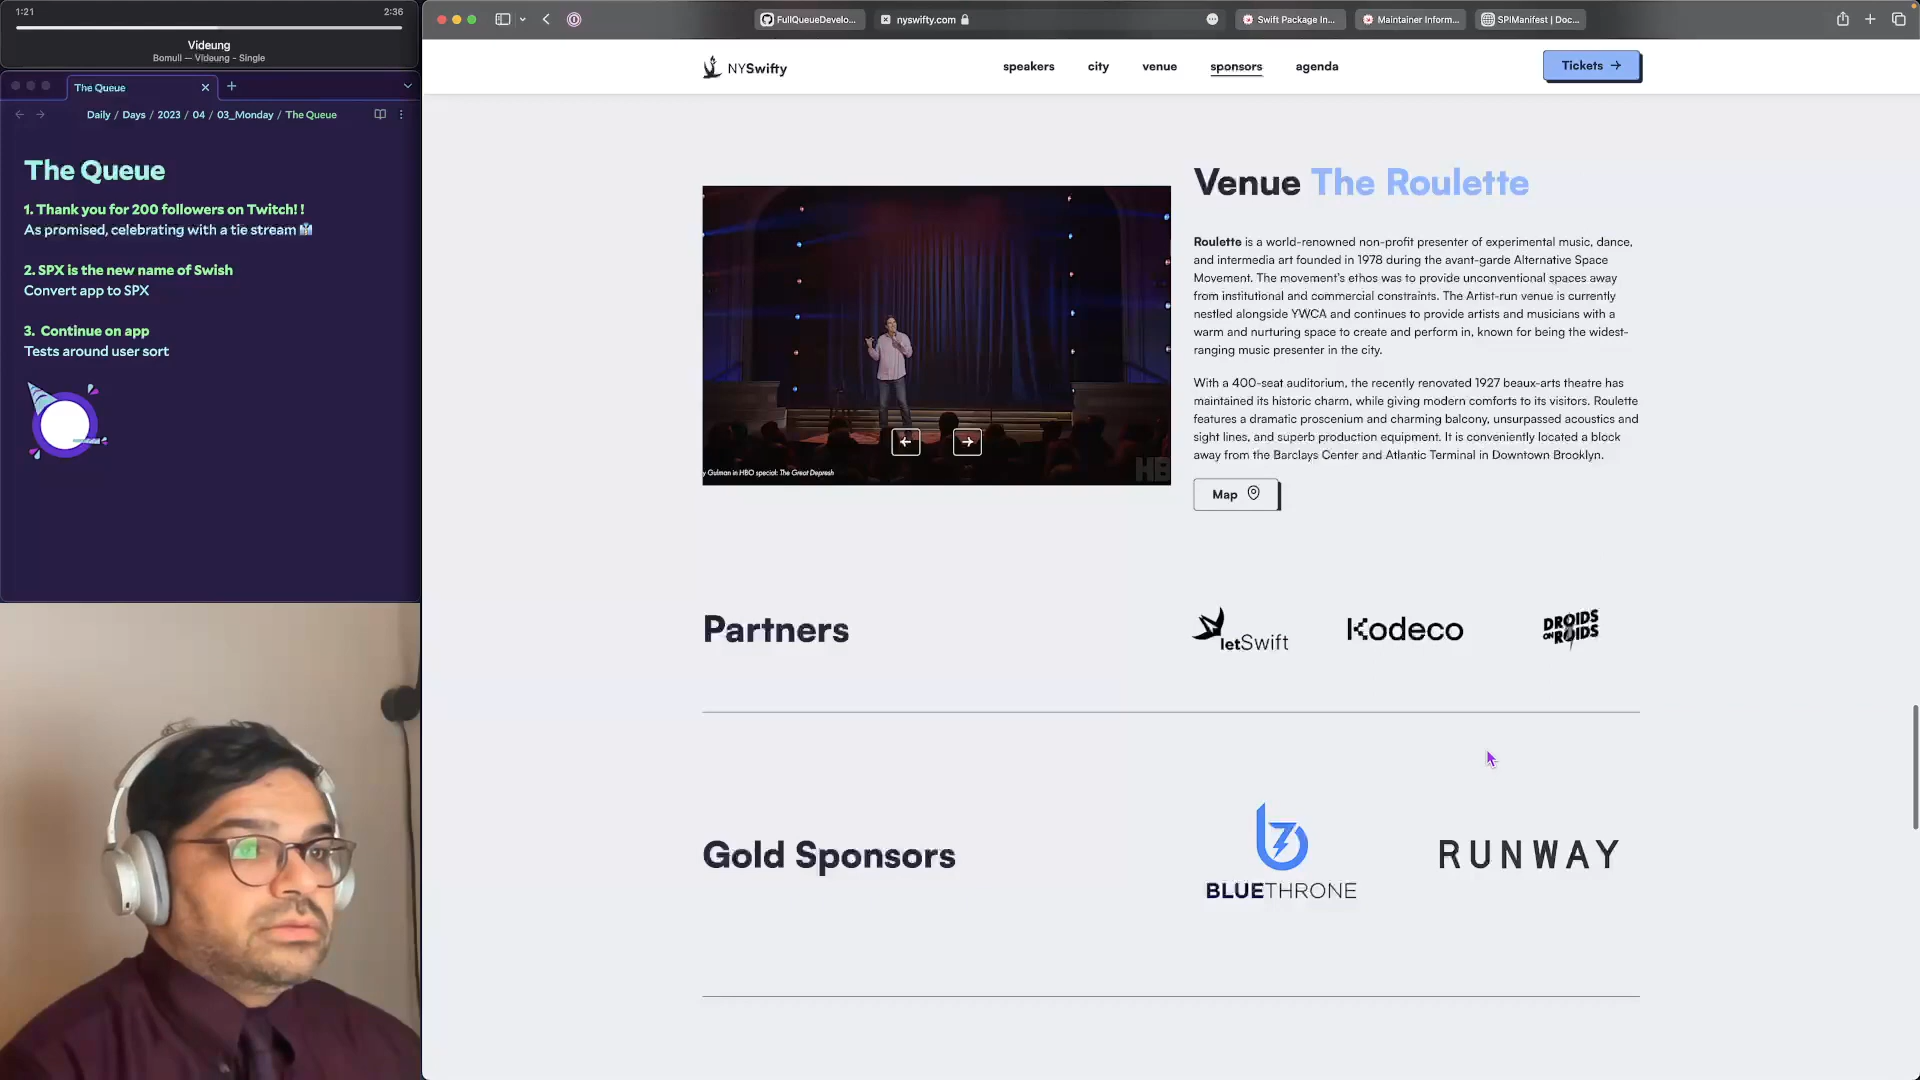 1:21
2:36
Videung
Bomull — Videung - Single
The Queue
Daily / Days / 2023 / 04 / 03_Monday / The Queue
The Queue
1. Thank you for 200 followers on Twitch! !
As promised, celebrating with a tie stream
2. SPX is the new name of Swish
Convert app to SPX
3. Continue on app
Tests around user sort
FullQueueDevelo...
nyswifty.com
Swift Package In...
Maintainer Inform...
SPIManifest | Doc...
NYSwifty
speakers
city
venue
sponsors
agenda
Tickets →
Venue The Roulette
Roulette is a world-renowned non-profit presenter of experimental music, dance,
and intermedia art founded in 1978 during the avant-garde Alternative Space
Movement. The movement's ethos was to provide unconventional spaces away
from institutional and commercial constraints. The Artist-run venue is currently
nestled alongside YWCA and continues to provide artists and musicians with a
warm and nurturing space to create and perform in, known for being the widest-
ranging music presenter in the city.
With a 400-seat auditorium, the recently renovated 1927 beaux-arts theatre has
maintained its historic charm, while giving modern comforts to its visitors. Roulette
features a dramatic proscenium and charming balcony, unsurpassed acoustics and
sight lines, and superb production equipment. It is conveniently located a block
away from the Barclays Center and Atlantic Terminal in Downtown Brooklyn.
Map
y Gulman in HBO special: The Great Depresh
HB
Partners
letSwift
Kodeco
DROIDS
ON ROIDS
Gold Sponsors
BLUETHRONE
RUNWAY